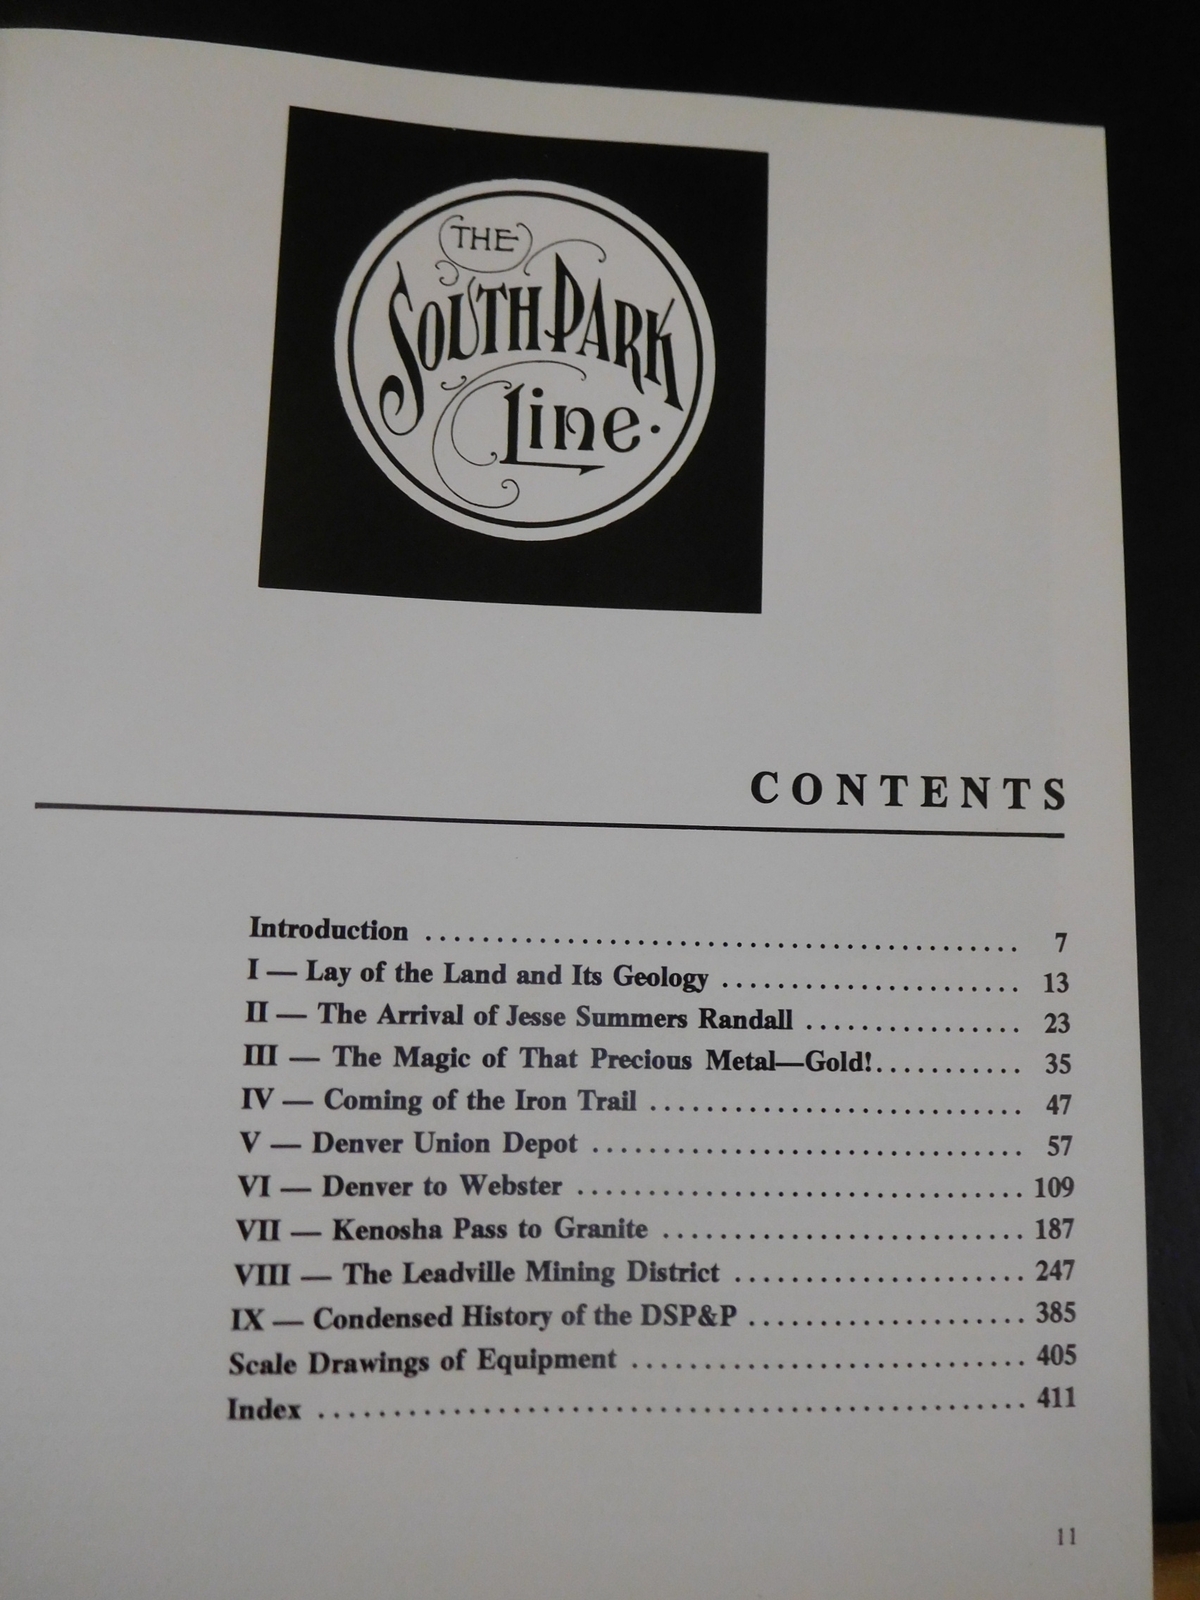 THE
SOUTH PARK
Line.
CONTENTS
Introduction ........................................ 7
I — Lay of the Land and Its Geology ..................... 13
II — The Arrival of Jesse Summers Randall ............... 23
III — The Magic of That Precious Metal—Gold!........... 35
IV — Coming of the Iron Trail .......................... 47
V — Denver Union Depot ............................... 57
VI — Denver to Webster ................................ 109
VII — Kenosha Pass to Granite .......................... 187
VIII — The Leadville Mining District ..................... 247
IX — Condensed History of the DSP&P .................... 385
Scale Drawings of Equipment ............................ 405
Index .................................................. 411
11